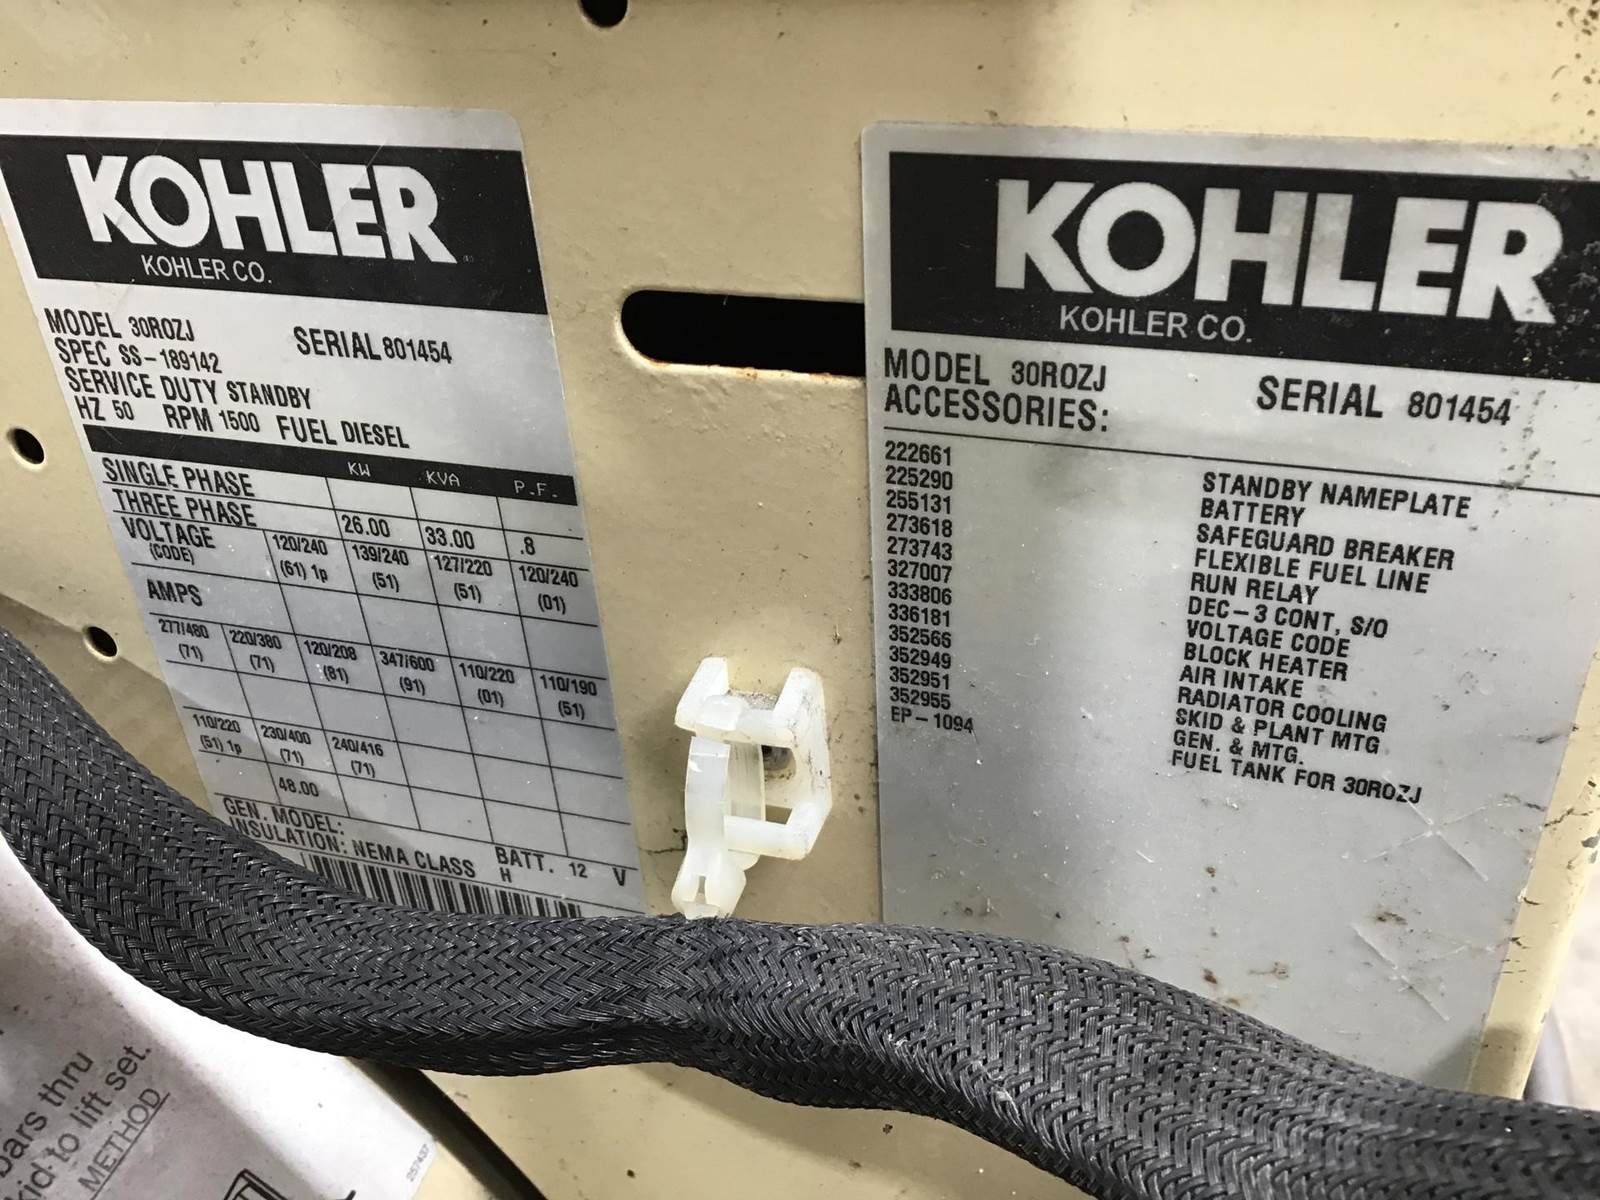 KOHLER
KOHLER CO.
MODEL 30ROZJ SERIAL 801454
SPEC SS-189142
SERVICE DUTY STANDBY
HZ 50 RPM 1500 FUEL DIESEL
KW KVA P.F.
SINGLE PHASE
THREE PHASE 26.00 33.00 .8
VOLTAGE 120/240 139/240 127/220 120/240
(CODE) (61) 1p (51) (51) (01)
AMPS
277/480 220/380 120/208 347/600 110/220 110/190
(71) (71) (81) (91) (01) (51)
110/220 230/400 240/416
(51) 1p (71) (71)
48.00
GEN. MODEL: BATT. 12 V
INSULATION: NEMA CLASS H
KOHLER
KOHLER CO.
MODEL 30ROZJ SERIAL 801454
ACCESSORIES:
222661 STANDBY NAMEPLATE
225290 BATTERY
255131 SAFEGUARD BREAKER
273618 FLEXIBLE FUEL LINE
273743 RUN RELAY
327007 DEC-3 CONT, S/O
333806 VOLTAGE CODE
336181 BLOCK HEATER
352566 AIR INTAKE
352949 RADIATOR COOLING
352951 SKID & PLANT MTG
352955 GEN. & MTG.
EP-1094 FUEL TANK FOR 30ROZJ
bars thru
kid to lift set.
METHOD
257437